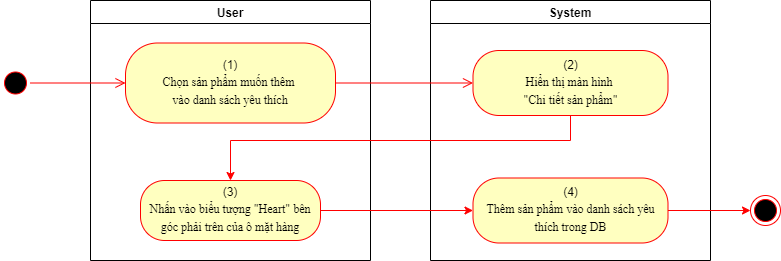 User
System
(1)
Chọn sản phẩm muốn thêm
vào danh sách yêu thích
(2)
Hiển thị màn hình
"Chi tiết sản phẩm"
(3)
Nhấn vào biểu tượng "Heart" bên
góc phải trên của ô mặt hàng
(4)
Thêm sản phẩm vào danh sách yêu
thích trong DB